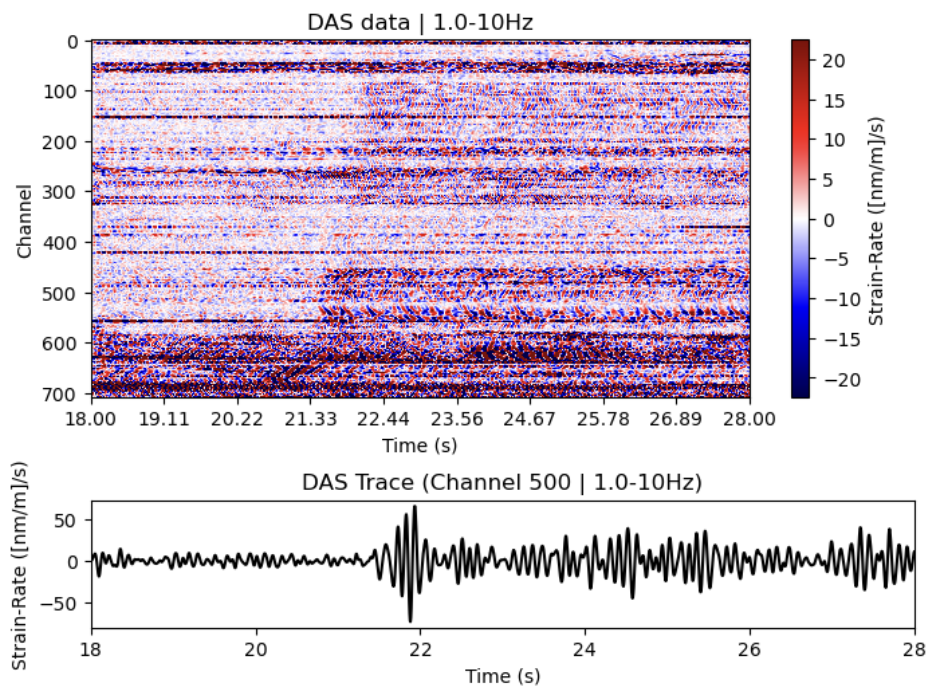 DAS data | 1.0-10Hz
0
100
200
300
400
500
600
700
Channel
18.00 19.11 20.22 21.33 22.44 23.56 24.67 25.78 26.89 28.00
Time (s)
20
15
10
5
0
−5
−10
−15
−20
Strain-Rate ([nm/m]/s)
DAS Trace (Channel 500 | 1.0-10Hz)
50
0
−50
Strain-Rate ([nm/m]/s)
18 20 22 24 26 28
Time (s)